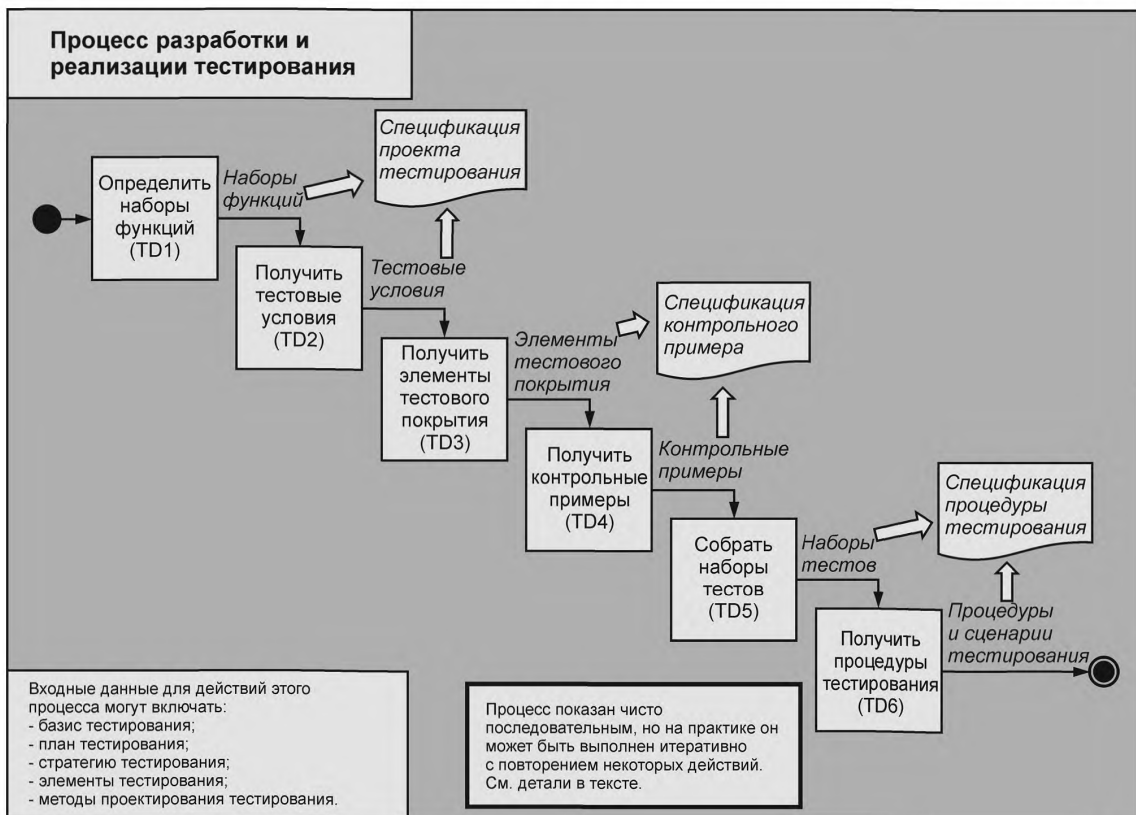 Процесс разработки и
реализации тестирования
Спецификация
проекта
тестирования
Определить
наборы
функций
(TD1)
Наборы
функций
Получить
тестовые
условия
(TD2)
Тестовые
условия
Спецификация
контрольного
примера
Получить
элементы
тестового
покрытия
(TD3)
Элементы
тестового
покрытия
Получить
контрольные
примеры
(TD4)
Контрольные
примеры
Спецификация
процедуры
тестирования
Собрать
наборы
тестов
(TD5)
Наборы
тестов
Получить
процедуры
тестирования
(TD6)
Процедуры
и сценарии
тестирования
Входные данные для действий этого
процесса могут включать:
- базис тестирования;
- план тестирования;
- стратегию тестирования;
- элементы тестирования;
- методы проектирования тестирования.
Процесс показан чисто
последовательным, но на практике он
может быть выполнен итеративно
с повторением некоторых действий.
См. детали в тексте.